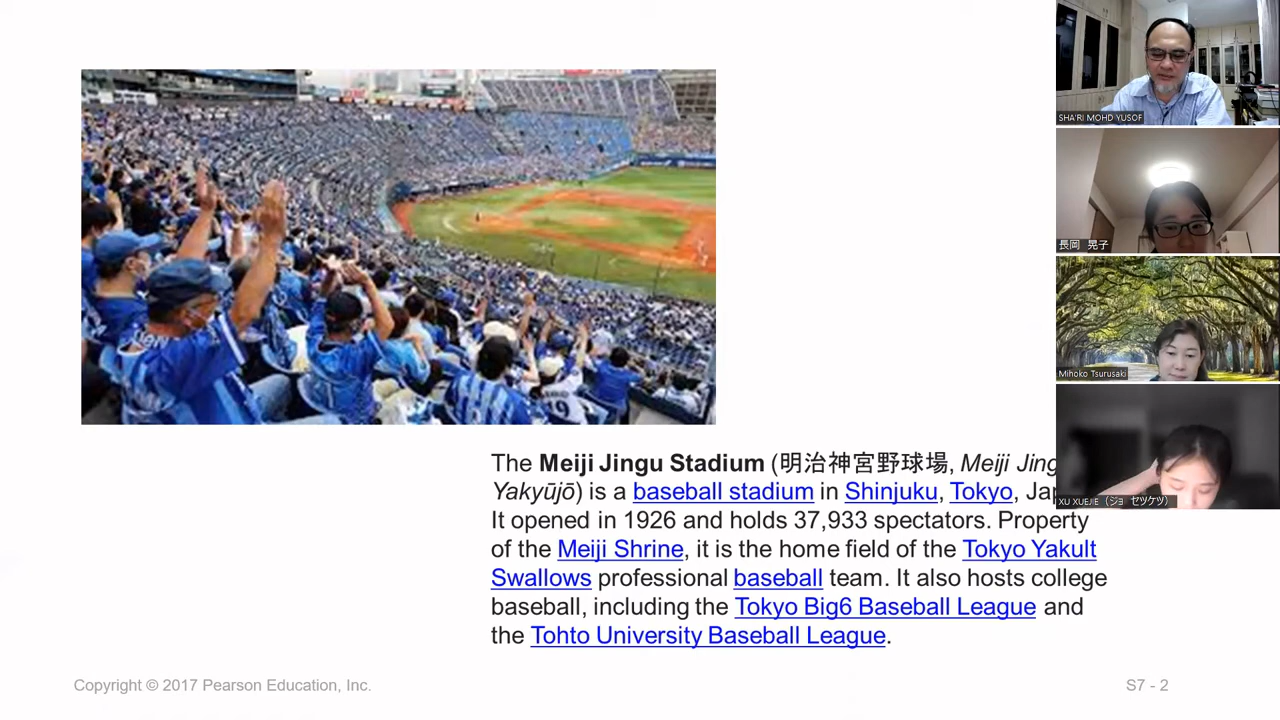 The Meiji Jingu Stadium (明治神宮野球場, Meiji Jing
Yakyūjō) is a baseball stadium in Shinjuku, Tokyo, Jap
It opened in 1926 and holds 37,933 spectators. Property
of the Meiji Shrine, it is the home field of the Tokyo Yakult
Swallows professional baseball team. It also hosts college
baseball, including the Tokyo Big6 Baseball League and
the Tohto University Baseball League.
Copyright © 2017 Pearson Education, Inc.
S7 - 2
SHA'RI MOHD YUSOF
長岡 晃子
Mihoko Tsurusaki
XU XUEJIE（ジョ セツケツ）
19